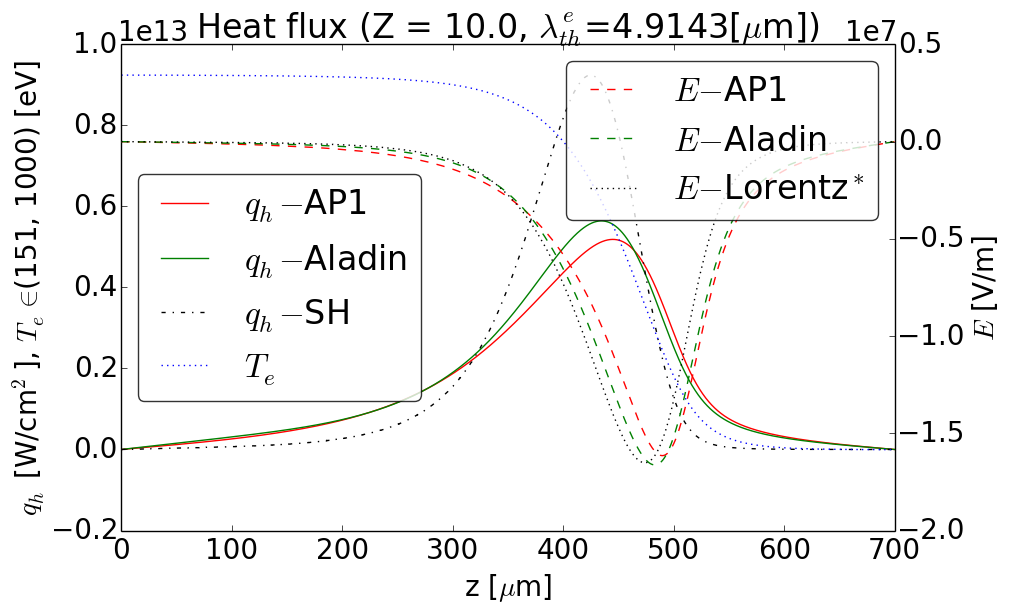 Heat flux (Z = 10.0, λ_th^e=4.9143[μm])
1e13
1e7
q_h [W/cm² ], T_e ∈(151, 1000) [eV]
1.0
0.8
0.6
0.4
0.2
0.0
−0.2
q_h −AP1
q_h −Aladin
q_h −SH
T_e
E−AP1
E−Aladin
E−Lorentz*
0.5
0.0
−0.5
−1.0
−1.5
−2.0
E [V/m]
0 100 200 300 400 500 600 700
z [μm]